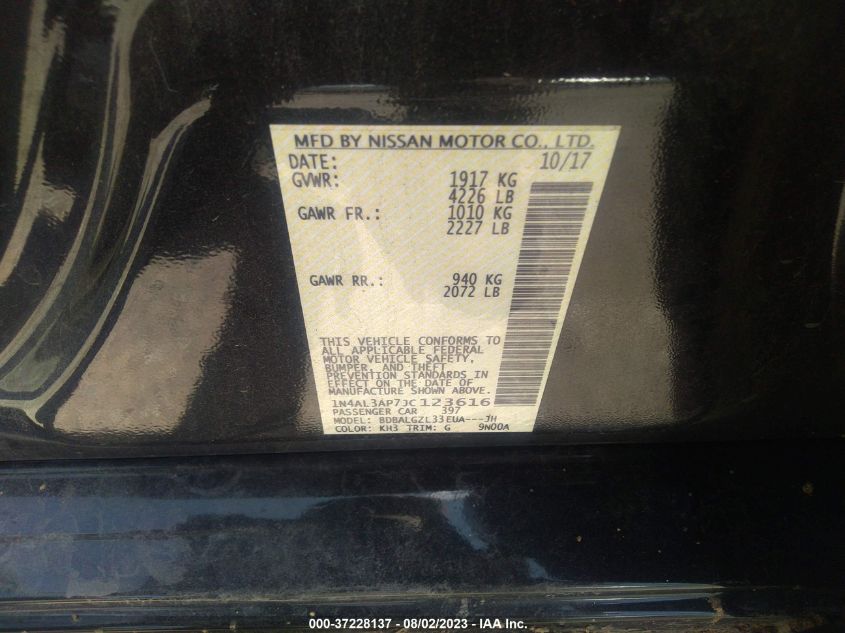 MFD BY NISSAN MOTOR CO., LTD.
DATE: 10/17
GVWR: 1917 KG
4226 LB
GAWR FR.: 1010 KG
2227 LB
GAWR RR.: 940 KG
2072 LB
THIS VEHICLE CONFORMS TO
ALL APPLICABLE FEDERAL
MOTOR VEHICLE SAFETY,
BUMPER, AND THEFT
PREVENTION STANDARDS IN
EFFECT ON THE DATE OF
MANUFACTURE SHOWN ABOVE.
1N4AL3AP7JC123616
PASSENGER CAR 397
MODEL: BDBALGZL33EUA---JH
COLOR: KH3 TRIM: G 9N00A
000-37228137 - 08/02/2023 - IAA Inc.